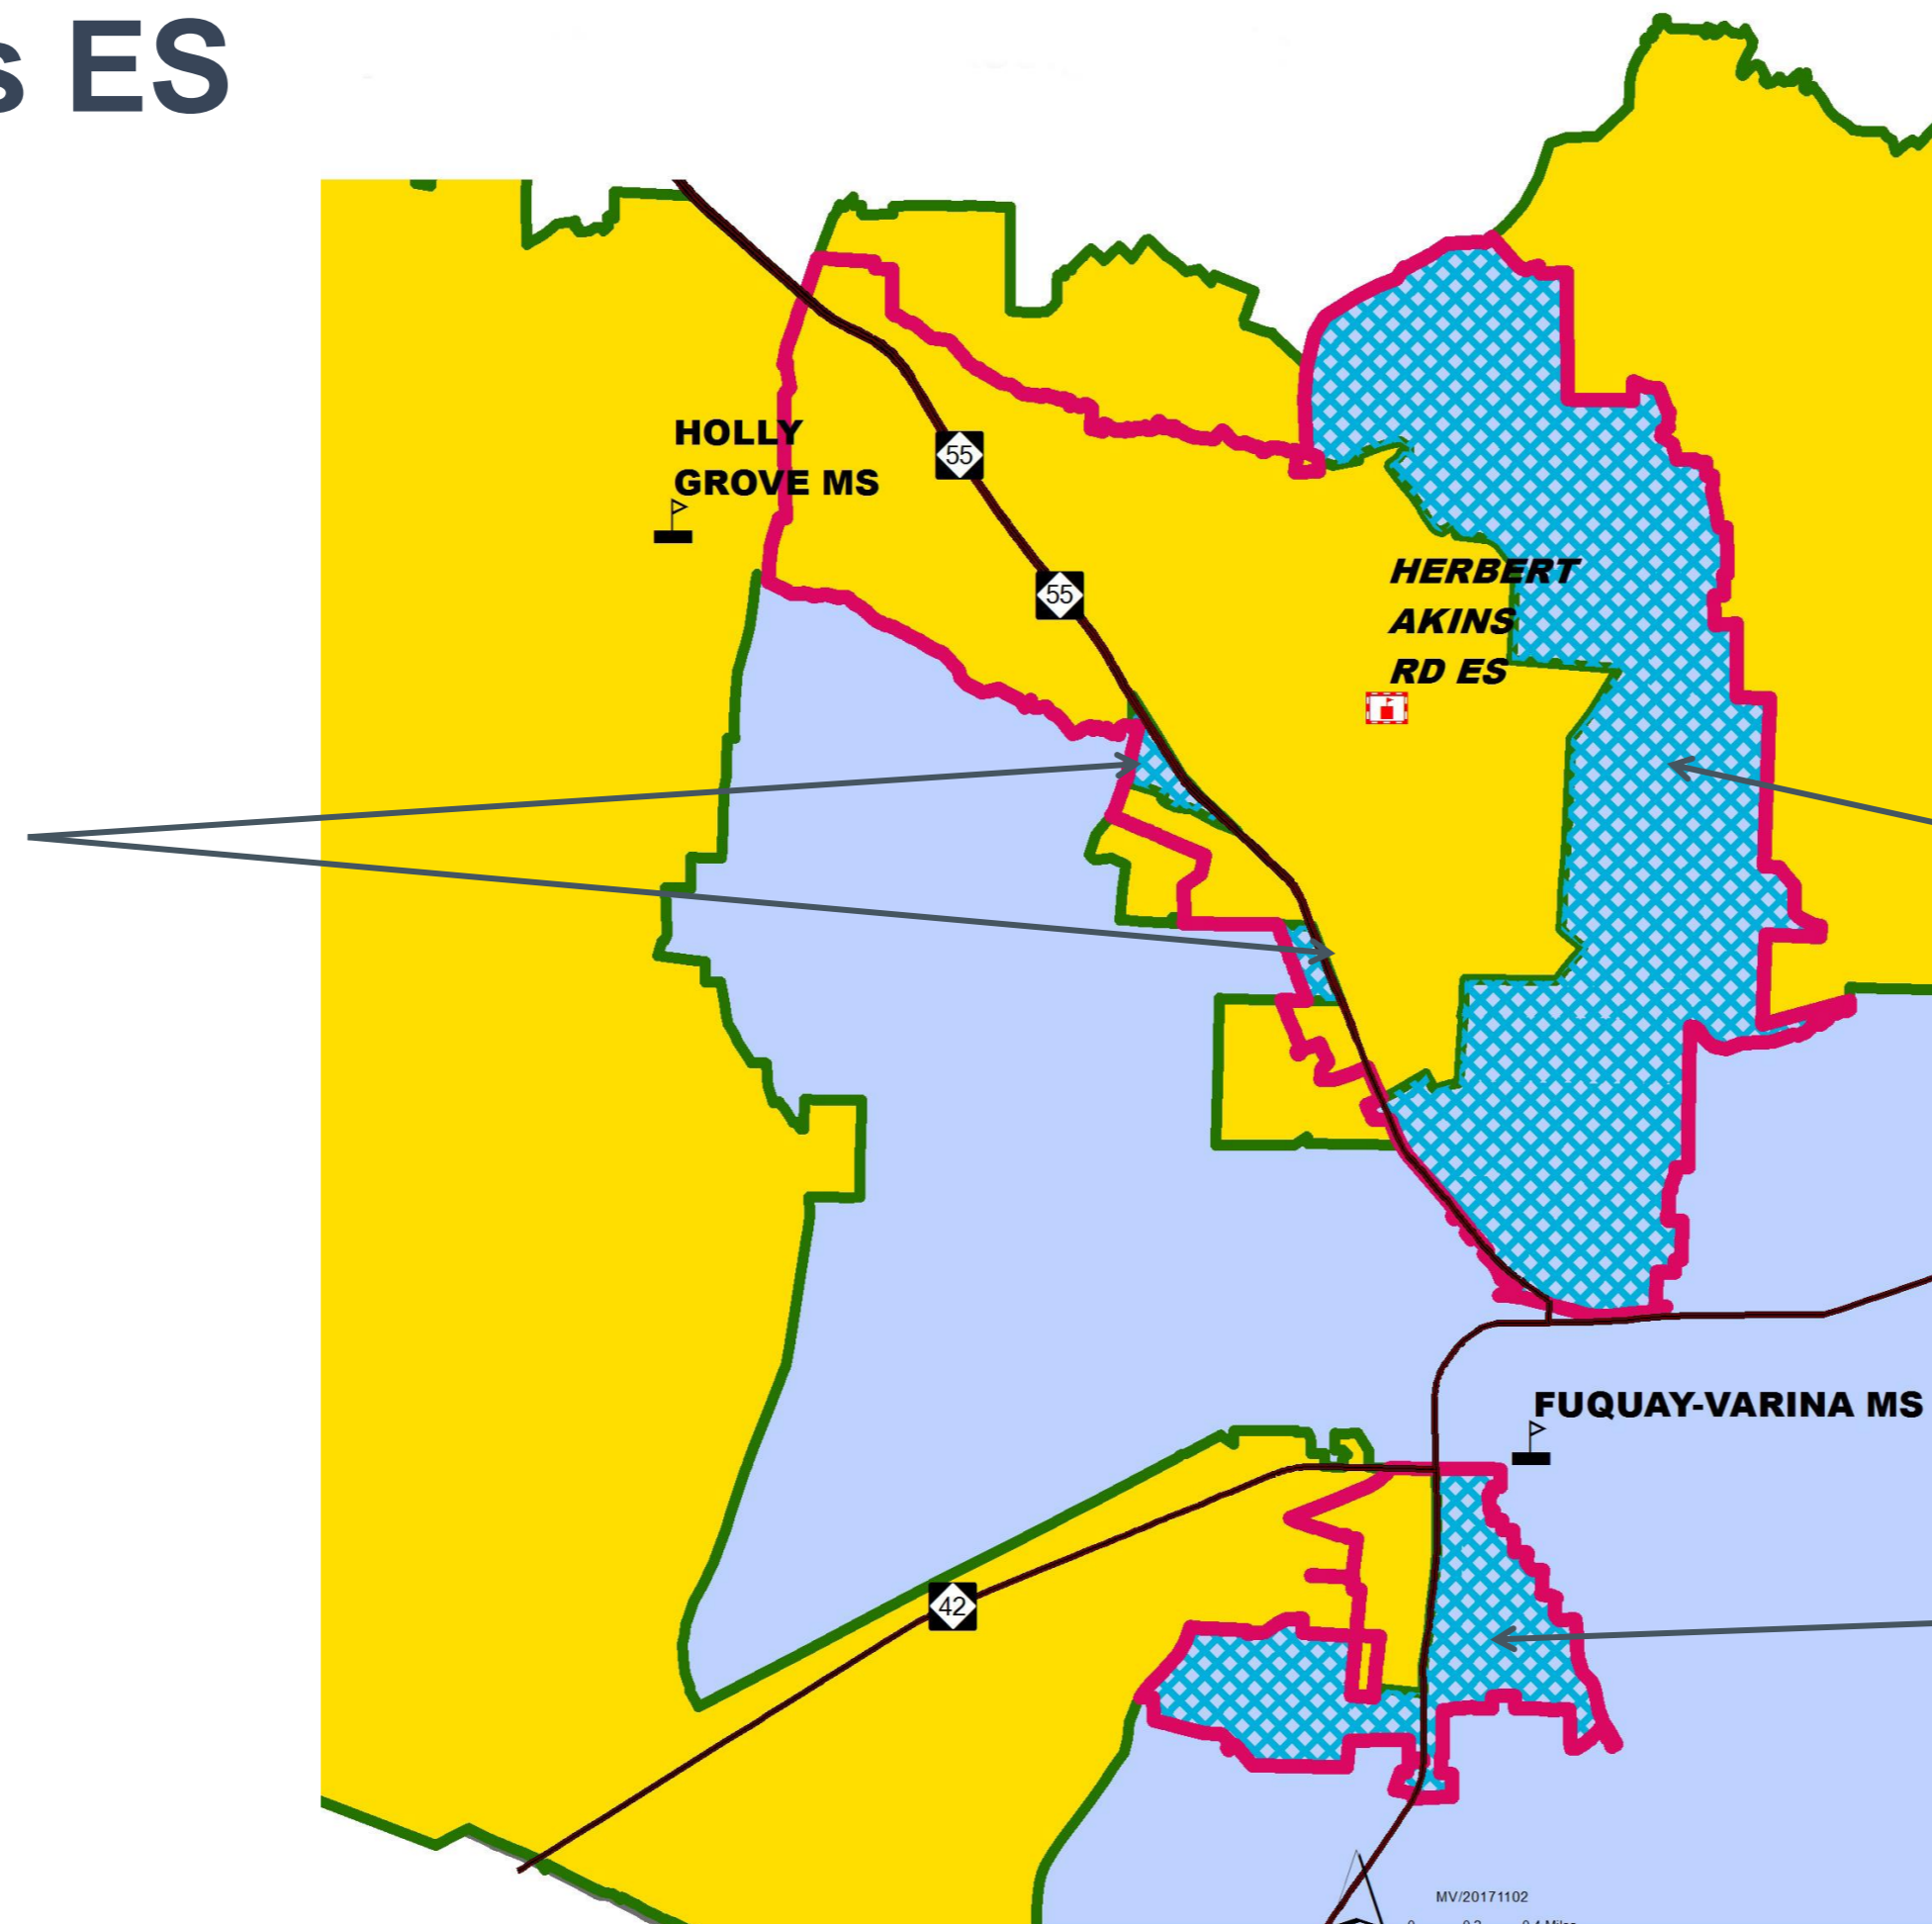 s ES
HOLLY
GROVE MS
55
55
HERBERT
AKINS
RD ES
FUQUAY-VARINA MS
42
MV/20171102